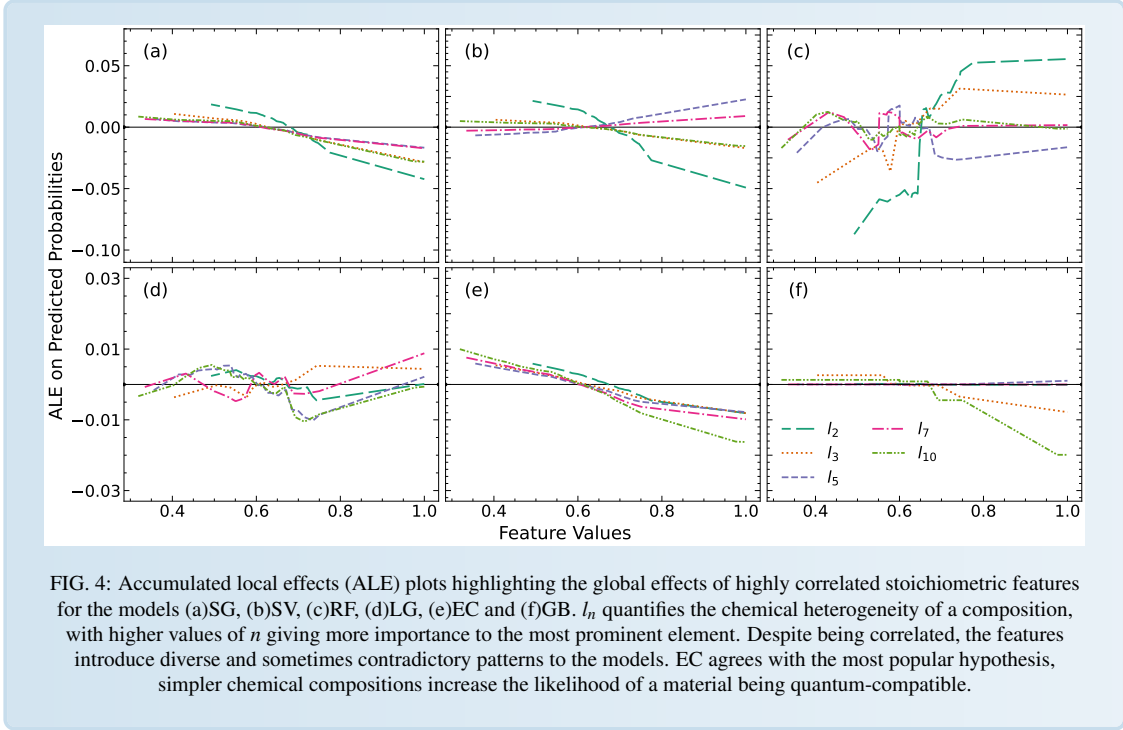 (a) (b) (c)
0.05
0.00
−0.05
−0.10
ALE on Predicted Probabilities
(d) (e) (f)
0.03
0.01
−0.01
−0.03
l2 l7
l3 l10
l5
0.4 0.6 0.8 1.0 0.4 0.6 0.8 1.0 0.4 0.6 0.8 1.0
Feature Values
FIG. 4: Accumulated local effects (ALE) plots highlighting the global effects of highly correlated stoichiometric features
for the models (a)SG, (b)SV, (c)RF, (d)LG, (e)EC and (f)GB. ln quantifies the chemical heterogeneity of a composition,
with higher values of n giving more importance to the most prominent element. Despite being correlated, the features
introduce diverse and sometimes contradictory patterns to the models. EC agrees with the most popular hypothesis,
simpler chemical compositions increase the likelihood of a material being quantum-compatible.